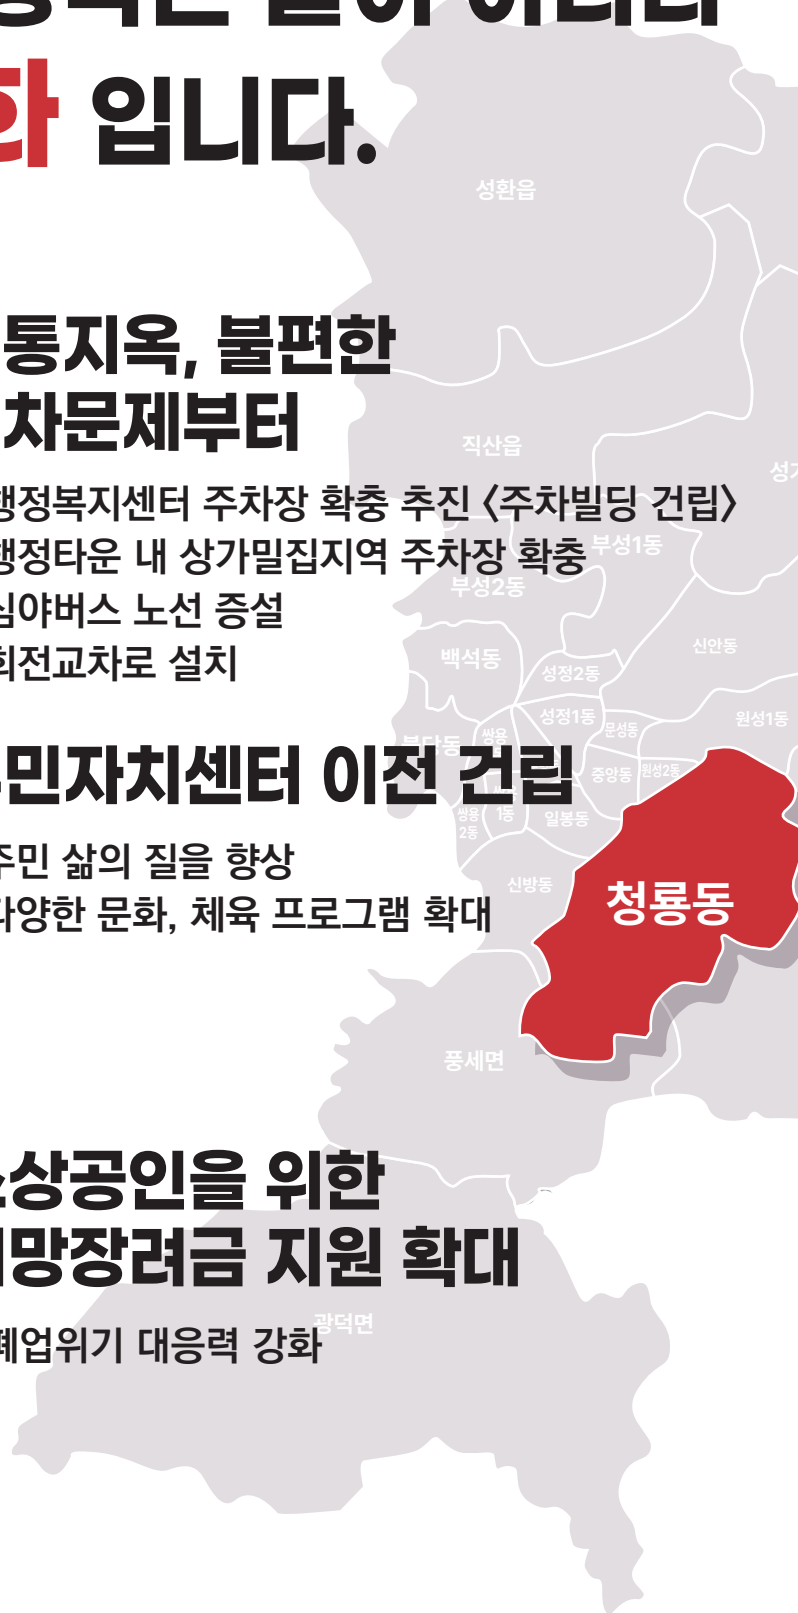 입니다.
성환읍
통지옥, 불편한
차문제부터
직산읍
행정복지센터 주차장 확충 추진 〈주차빌딩 건립〉
행정타운 내 상가밀집지역 주차장 확충
부성1동
부성2동
심야버스 노선 증설
신안동
백석동
회전교차로 설치
성정2동
성정1동
원성1동
문성동
쌍용
민자치센터 이전 건립
중앙동
원성2동
쌍용
2동
1동
일봉동
주민 삶의 질을 향상
신방동
청룡동
다양한 문화, 체육 프로그램 확대
풍세면
상공인을 위한
망장려금 지원 확대
광덕면
폐업위기 대응력 강화